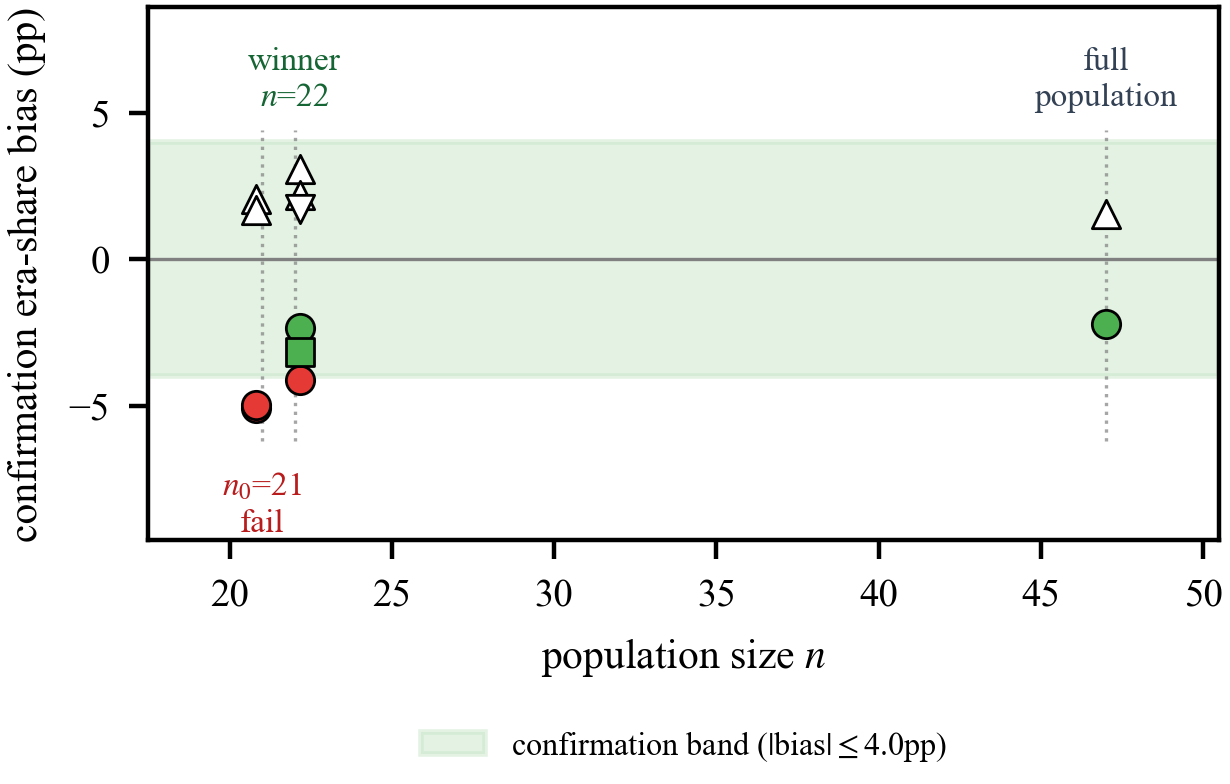 confirmation era-share bias (pp)
winner
n=22
full
population
5
0
−5
n₀=21
fail
20 25 30 35 40 45 50
population size n
confirmation band (|bias| ≤ 4.0pp)